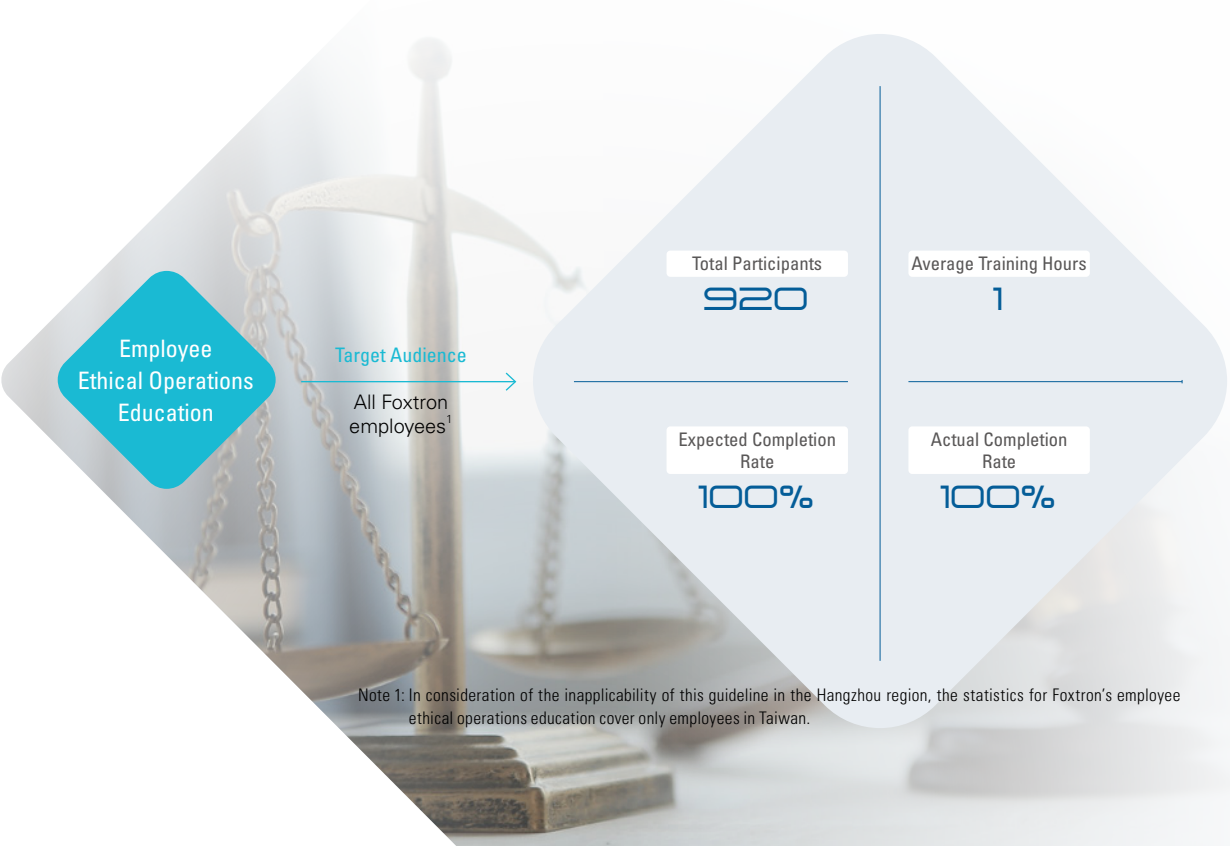 Employee
Ethical Operations
Education
Target Audience
All Foxtron
employees¹
Total Participants
920
Average Training Hours
1
Expected Completion
Rate
100%
Actual Completion
Rate
100%
Note 1: In consideration of the inapplicability of this guideline in the Hangzhou region, the statistics for Foxtron's employee
ethical operations education cover only employees in Taiwan.